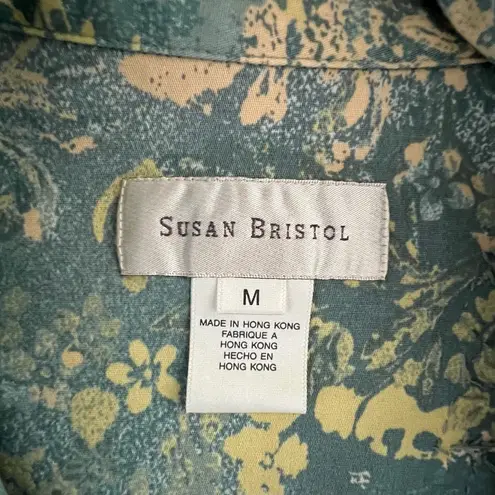 SUSAN BRISTOL
M
MADE IN HONG KONG
FABRIQUE A
HONG KONG
HECHO EN
HONG KONG